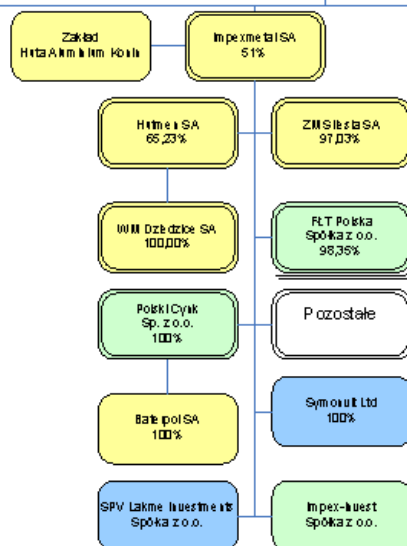 Zakład
Huta Aluminium Konin
Impexmetal SA
51%
Hutmen SA
65,23%
ZM Silesia SA
97,03%
WM Dziedzice SA
100,00%
FŁT Polska
Spółka z o.o.
98,35%
Polski Cynk
Sp. z o.o.
100%
Pozostałe
Baterpol SA
100%
Symonvit Ltd
100%
SPV Lakme Investments
Spółka z o.o.
Impex-Invest
Spółka z o.o.